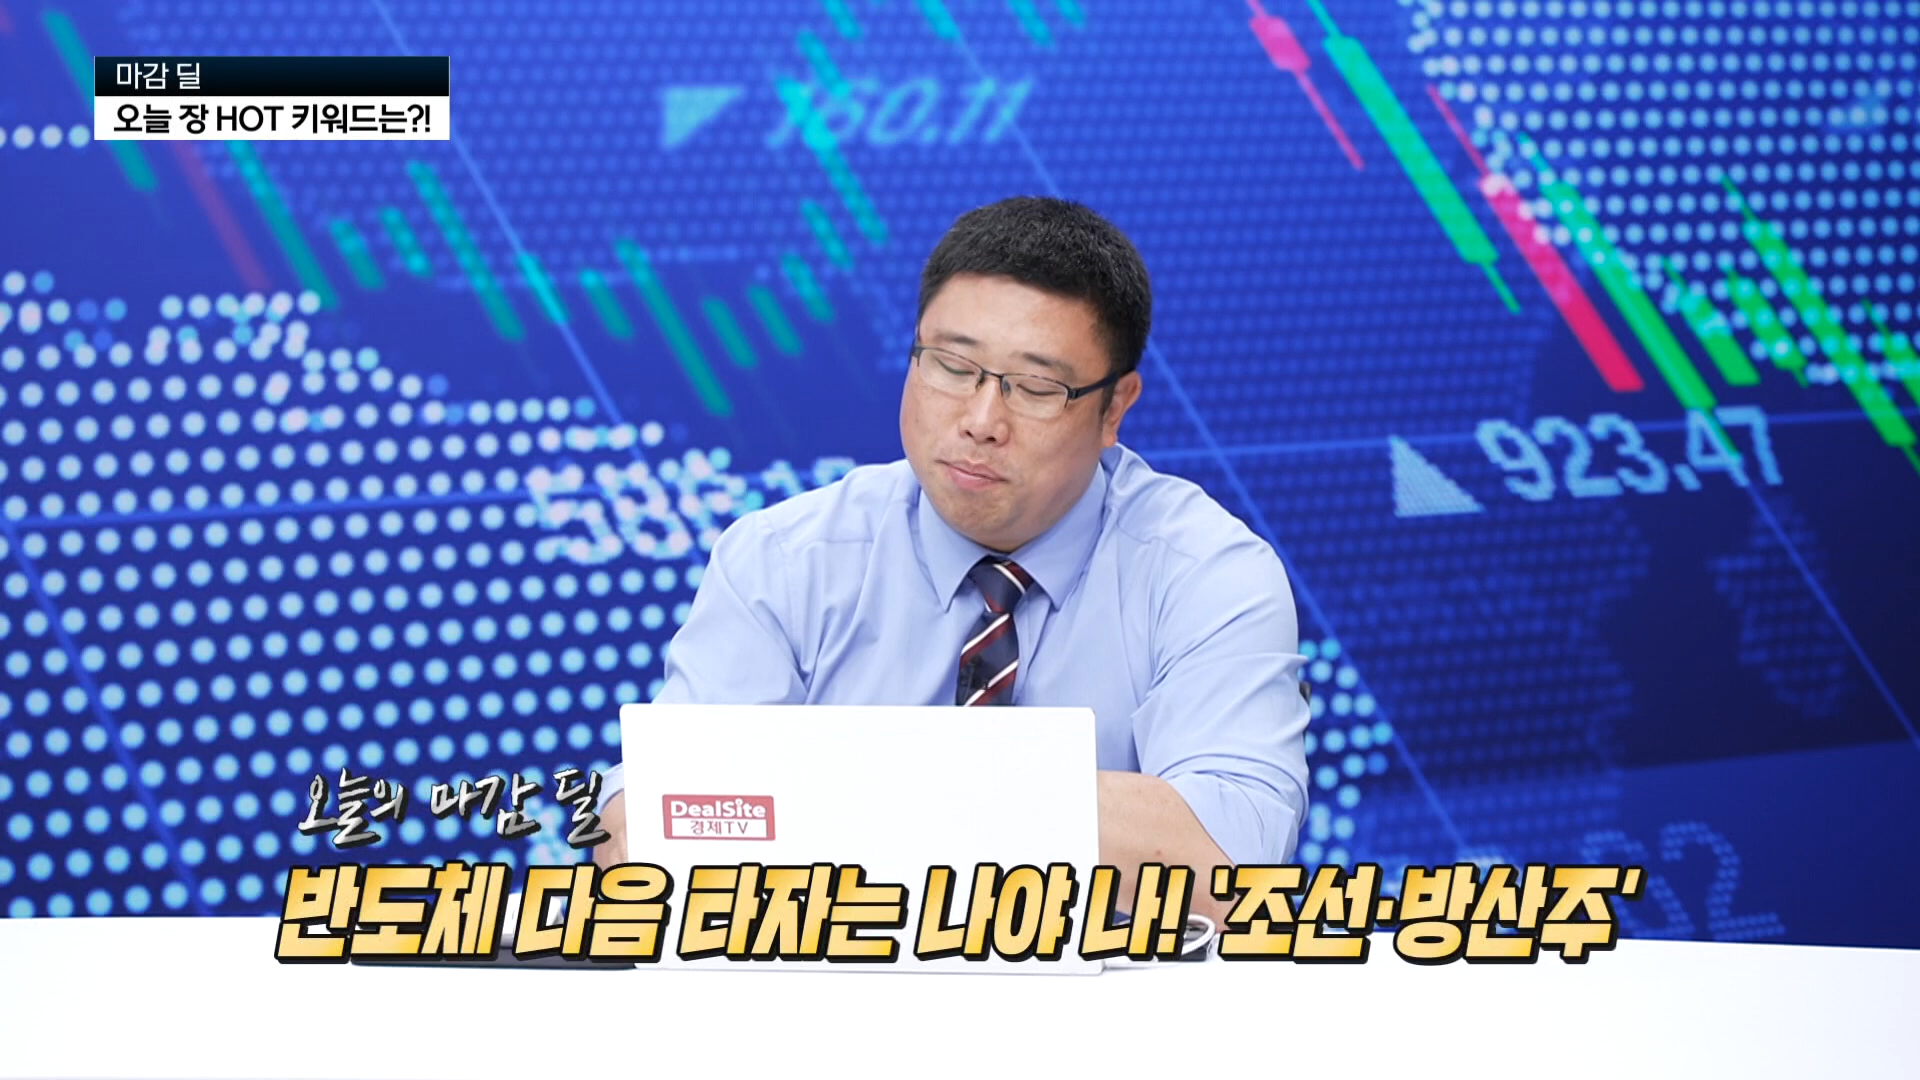 마감 딜
오늘 장 HOT 키워드는?!
160.11
923.47
DealSite
경제TV
오늘의 마감 딜
반도체 다음 타자는 나야 나! '조선·방산주'